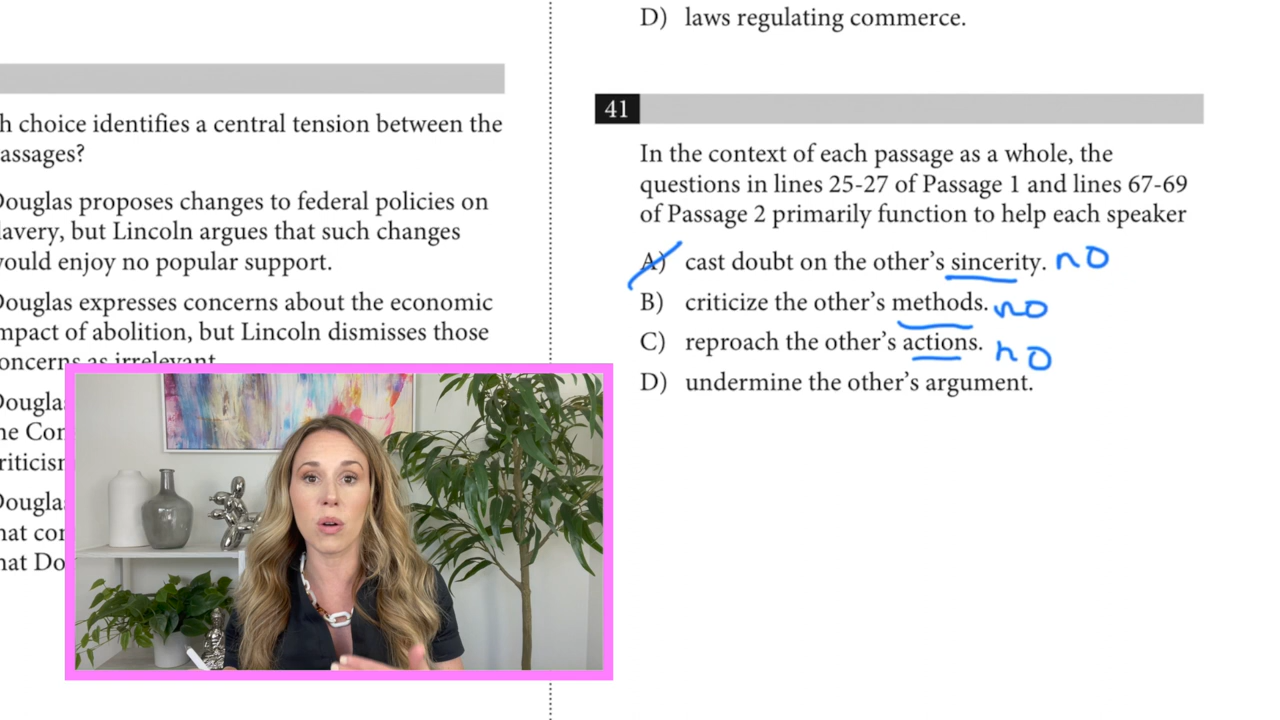 h choice identifies a central tension between the
assages?
Douglas proposes changes to federal policies on
lavery, but Lincoln argues that such changes
would enjoy no popular support.
Douglas expresses concerns about the economic
mpact of abolition, but Lincoln dismisses those
oncerns as irrelevant.
Dougla
he Con
riticism
Dougla
hat con
hat Do
D) laws regulating commerce.
41
In the context of each passage as a whole, the
questions in lines 25-27 of Passage 1 and lines 67-69
of Passage 2 primarily function to help each speaker
A) cast doubt on the other's sincerity. no
B) criticize the other's methods. no
C) reproach the other's actions. no
D) undermine the other's argument.